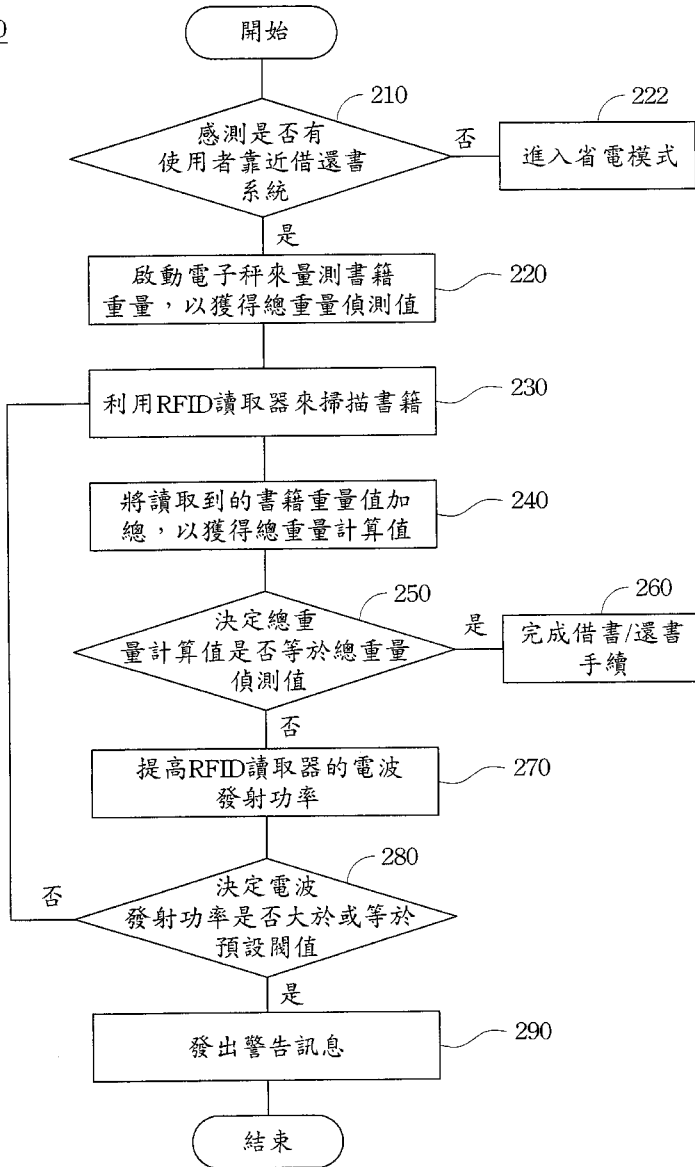 開始
210
感測是否有
使用者靠近借還書
系統
否
222
進入省電模式
是
啟動電子秤來量測書籍
重量，以獲得總重量偵測值
220
利用RFID讀取器來掃描書籍
230
將讀取到的書籍重量值加
總，以獲得總重量計算值
240
250
決定總重
量計算值是否等於總重量
偵測值
是
260
完成借書/還書
手續
否
提高RFID讀取器的電波
發射功率
270
280
決定電波
發射功率是否大於或等於
預設閥值
否
是
發出警告訊息
290
結束